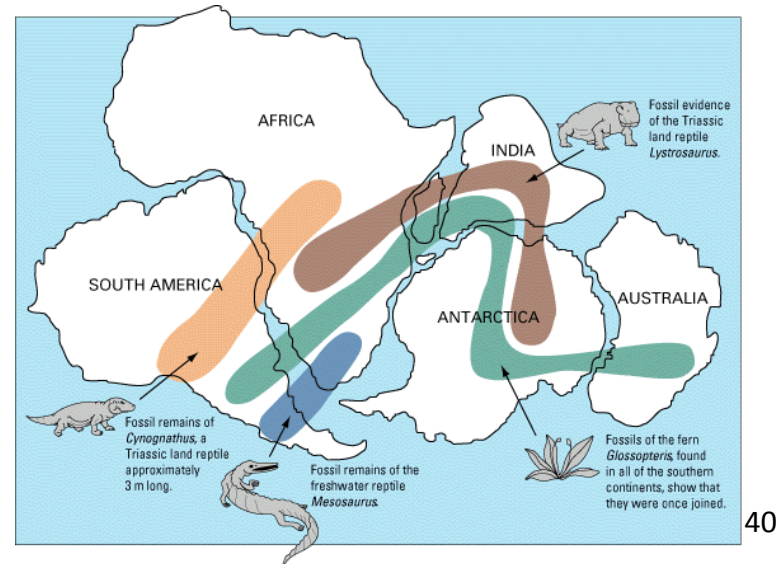 AFRICA
Fossil evidence
of the Triassic
land reptile
Lystrosaurus.
INDIA
SOUTH AMERICA
ANTARCTICA
AUSTRALIA
Fossil remains of
Cynognathus, a
Triassic land reptile
approximately
3 m long.
Fossil remains of the
freshwater reptile
Mesosaurus.
Fossils of the fern
Glossopteris, found
in all of the southern
continents, show that
they were once joined.
40